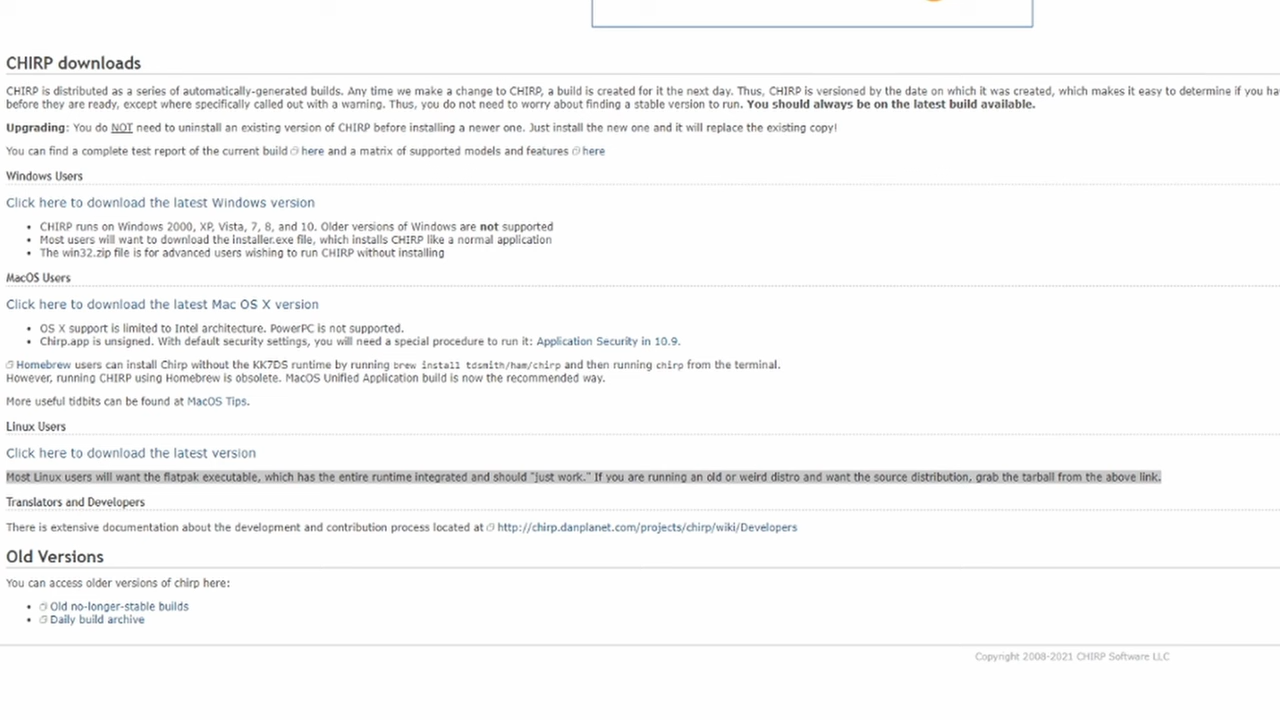 CHIRP downloads
CHIRP is distributed as a series of automatically-generated builds. Any time we make a change to CHIRP, a build is created for it the next day. Thus, CHIRP is versioned by the date on which it was created, which makes it easy to determine if you
before they are ready, except where specifically called out with a warning. Thus, you do not need to worry about finding a stable version to run. You should always be on the latest build available.
Upgrading: You do NOT need to uninstall an existing version of CHIRP before installing a newer one. Just install the new one and it will replace the existing copy!
You can find a complete test report of the current build here and a matrix of supported models and features here
Windows Users
Click here to download the latest Windows version
• CHIRP runs on Windows 2000, XP, Vista, 7, 8, and 10. Older versions of Windows are not supported
• Most users will want to download the installer.exe file, which installs CHIRP like a normal application
• The win32.zip file is for advanced users wishing to run CHIRP without installing
MacOS Users
Click here to download the latest Mac OS X version
• OS X support is limited to Intel architecture. PowerPC is not supported.
• Chirp.app is unsigned. With default security settings, you will need a special procedure to run it: Application Security in 10.9.
Homebrew users can install Chirp without the KK7DS runtime by running brew install tdsmith/ham/chirp and then running chirp from the terminal.
However, running CHIRP using Homebrew is obsolete. MacOS Unified Application build is now the recommended way.
More useful tidbits can be found at MacOS Tips.
Linux Users
Click here to download the latest version
Most Linux users will want the flatpak executable, which has the entire runtime integrated and should "just work." If you are running an old or weird distro and want the source distribution, grab the tarball from the above link.
Translators and Developers
There is extensive documentation about the development and contribution process located at http://chirp.danplanet.com/projects/chirp/wiki/Developers
Old Versions
You can access older versions of chirp here:
• Old no-longer-stable builds
• Daily build archive
Copyright 2008-2021 CHIRP Software LLC